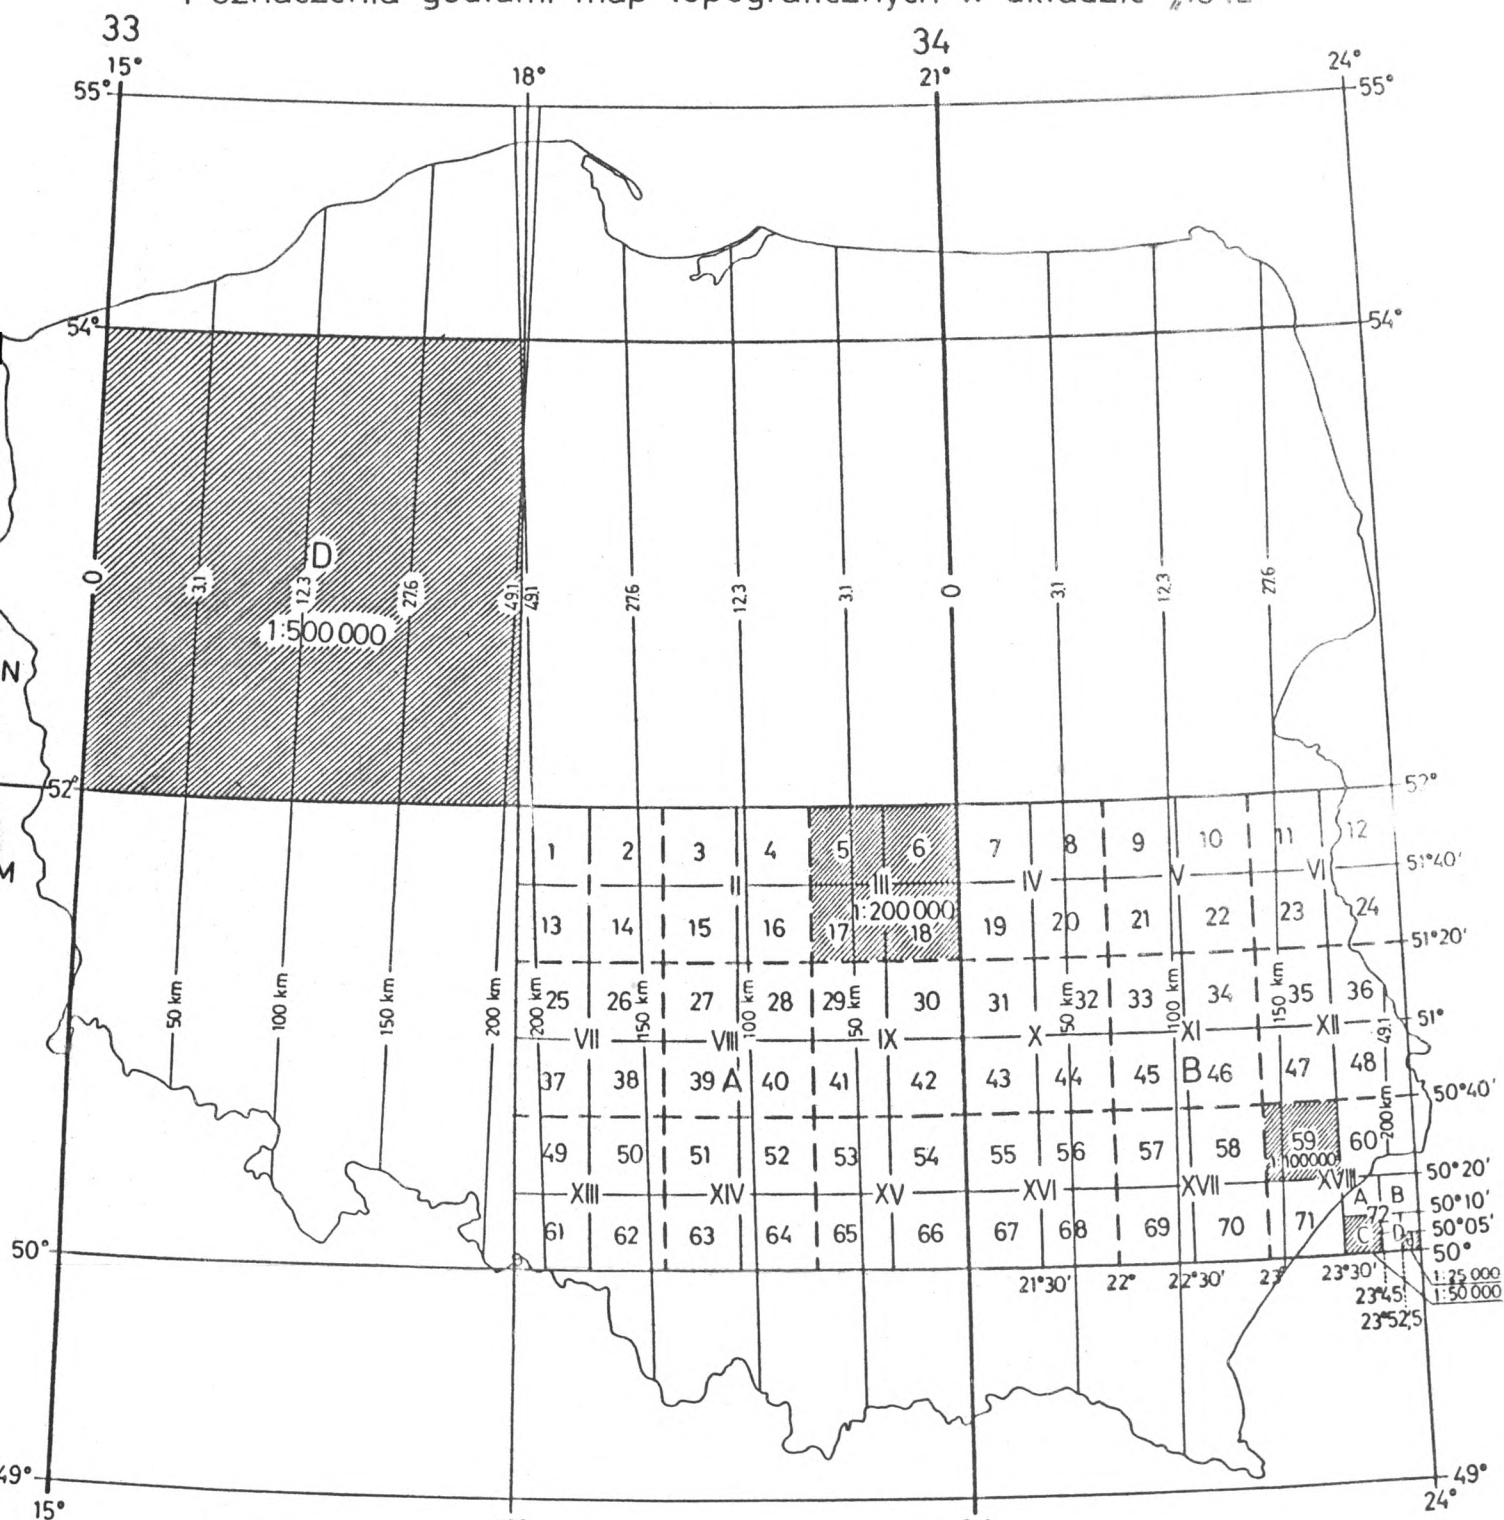 map topograficznych w układzie
33 34
15° 18° 21° 24°
55° 55°
54° 54°
D
0 3.1 12.3 27.6 49.1 49.1 27.6 12.3 3.1 0 3.1 12.3 27.6
1:500 000
N
52° 52°
1 2 3 4 5 6 7 8 9 10 11 12
M
I II III IV V VI 51°40'
1:200 000
13 14 15 16 17 18 19 20 21 22 23 24
51°20'
50 km 100 km 150 km 200 km 200 km 150 km 100 km 50 km 50 km 100 km 150 km
25 26 27 28 29 30 31 32 33 34 35 36
51°
VII VIII IX X XI XII 49.1
37 38 39 A 40 41 42 43 44 45 B 46 47 48
50°40'
200 km
49 50 51 52 53 54 55 56 57 58 59 60
100000
50°20'
XIII XIV XV XVI XVII XVIII
A B
50°10'
72
61 62 63 64 65 66 67 68 69 70 71
C D d
50°05'
50° 50°
21°30' 22° 22°30' 23° 23°30'
1:25 000
23°45
1:50 000
23°52,5
49° 49°
15° 24°